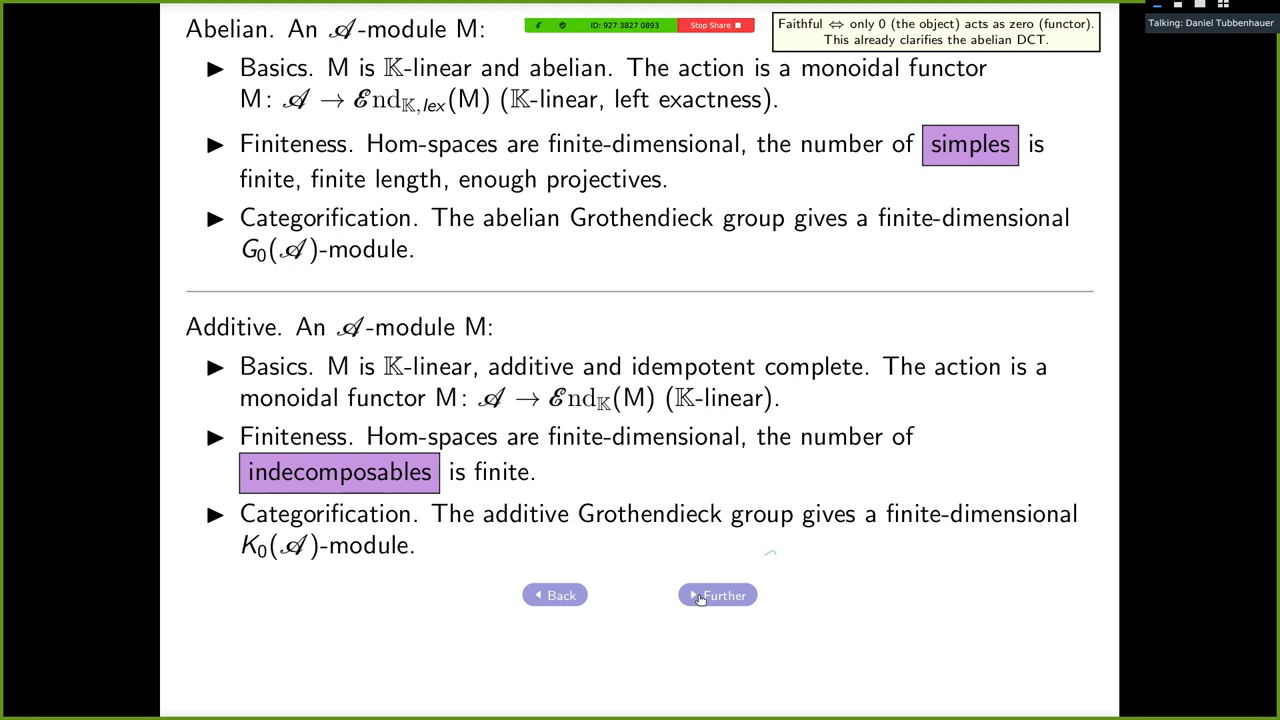 Talking: Daniel Tubbenhauer
ID: 927 3827 0893 Stop Share
Faithful ⇔ only 0 (the object) acts as zero (functor).
This already clarifies the abelian DCT.
Abelian. An 𝒜-module M:
▶ Basics. M is 𝕂-linear and abelian. The action is a monoidal functor
M: 𝒜 → ℰnd𝕂,lex(M) (𝕂-linear, left exactness).
▶ Finiteness. Hom-spaces are finite-dimensional, the number of simples is
finite, finite length, enough projectives.
▶ Categorification. The abelian Grothendieck group gives a finite-dimensional
G₀(𝒜)-module.
Additive. An 𝒜-module M:
▶ Basics. M is 𝕂-linear, additive and idempotent complete. The action is a
monoidal functor M: 𝒜 → ℰnd𝕂(M) (𝕂-linear).
▶ Finiteness. Hom-spaces are finite-dimensional, the number of
indecomposables is finite.
▶ Categorification. The additive Grothendieck group gives a finite-dimensional
K₀(𝒜)-module.
Back Further